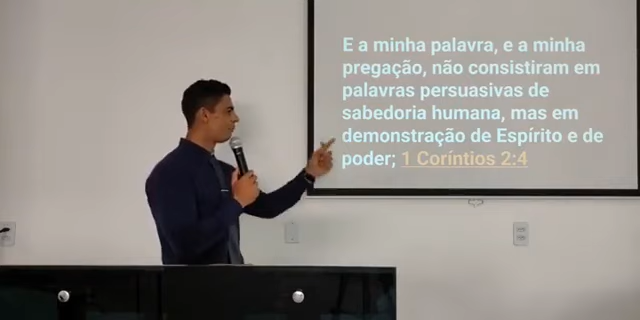 E a minha palavra, e a minha
pregação, não consistiram em
palavras persuasivas de
sabedoria humana, mas em
demonstração de Espírito e de
poder; 1 Coríntios 2:4